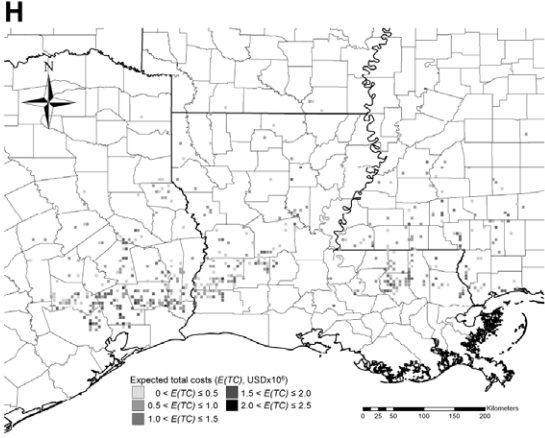 H
N
Expected total costs (E(TC), USDx10⁶)
0 < E(TC) ≤ 0.5
0.5 < E(TC) ≤ 1.0
1.0 < E(TC) ≤ 1.5
1.5 < E(TC) ≤ 2.0
2.0 < E(TC) ≤ 2.5
0 25 50 100 150 200 Kilometers